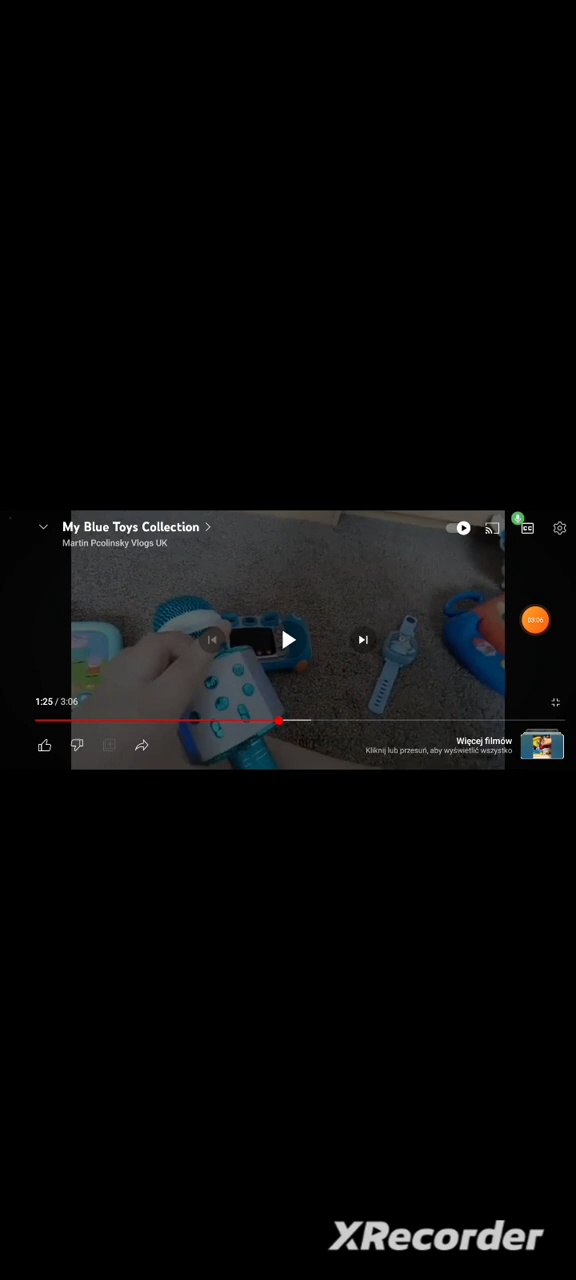 My Blue Toys Collection
Martin Pcolinsky Vlogs UK
CC
03:06
1:25 / 3:06
Więcej filmów
Kliknij lub przesuń, aby wyświetlić wszystko
XRecorder